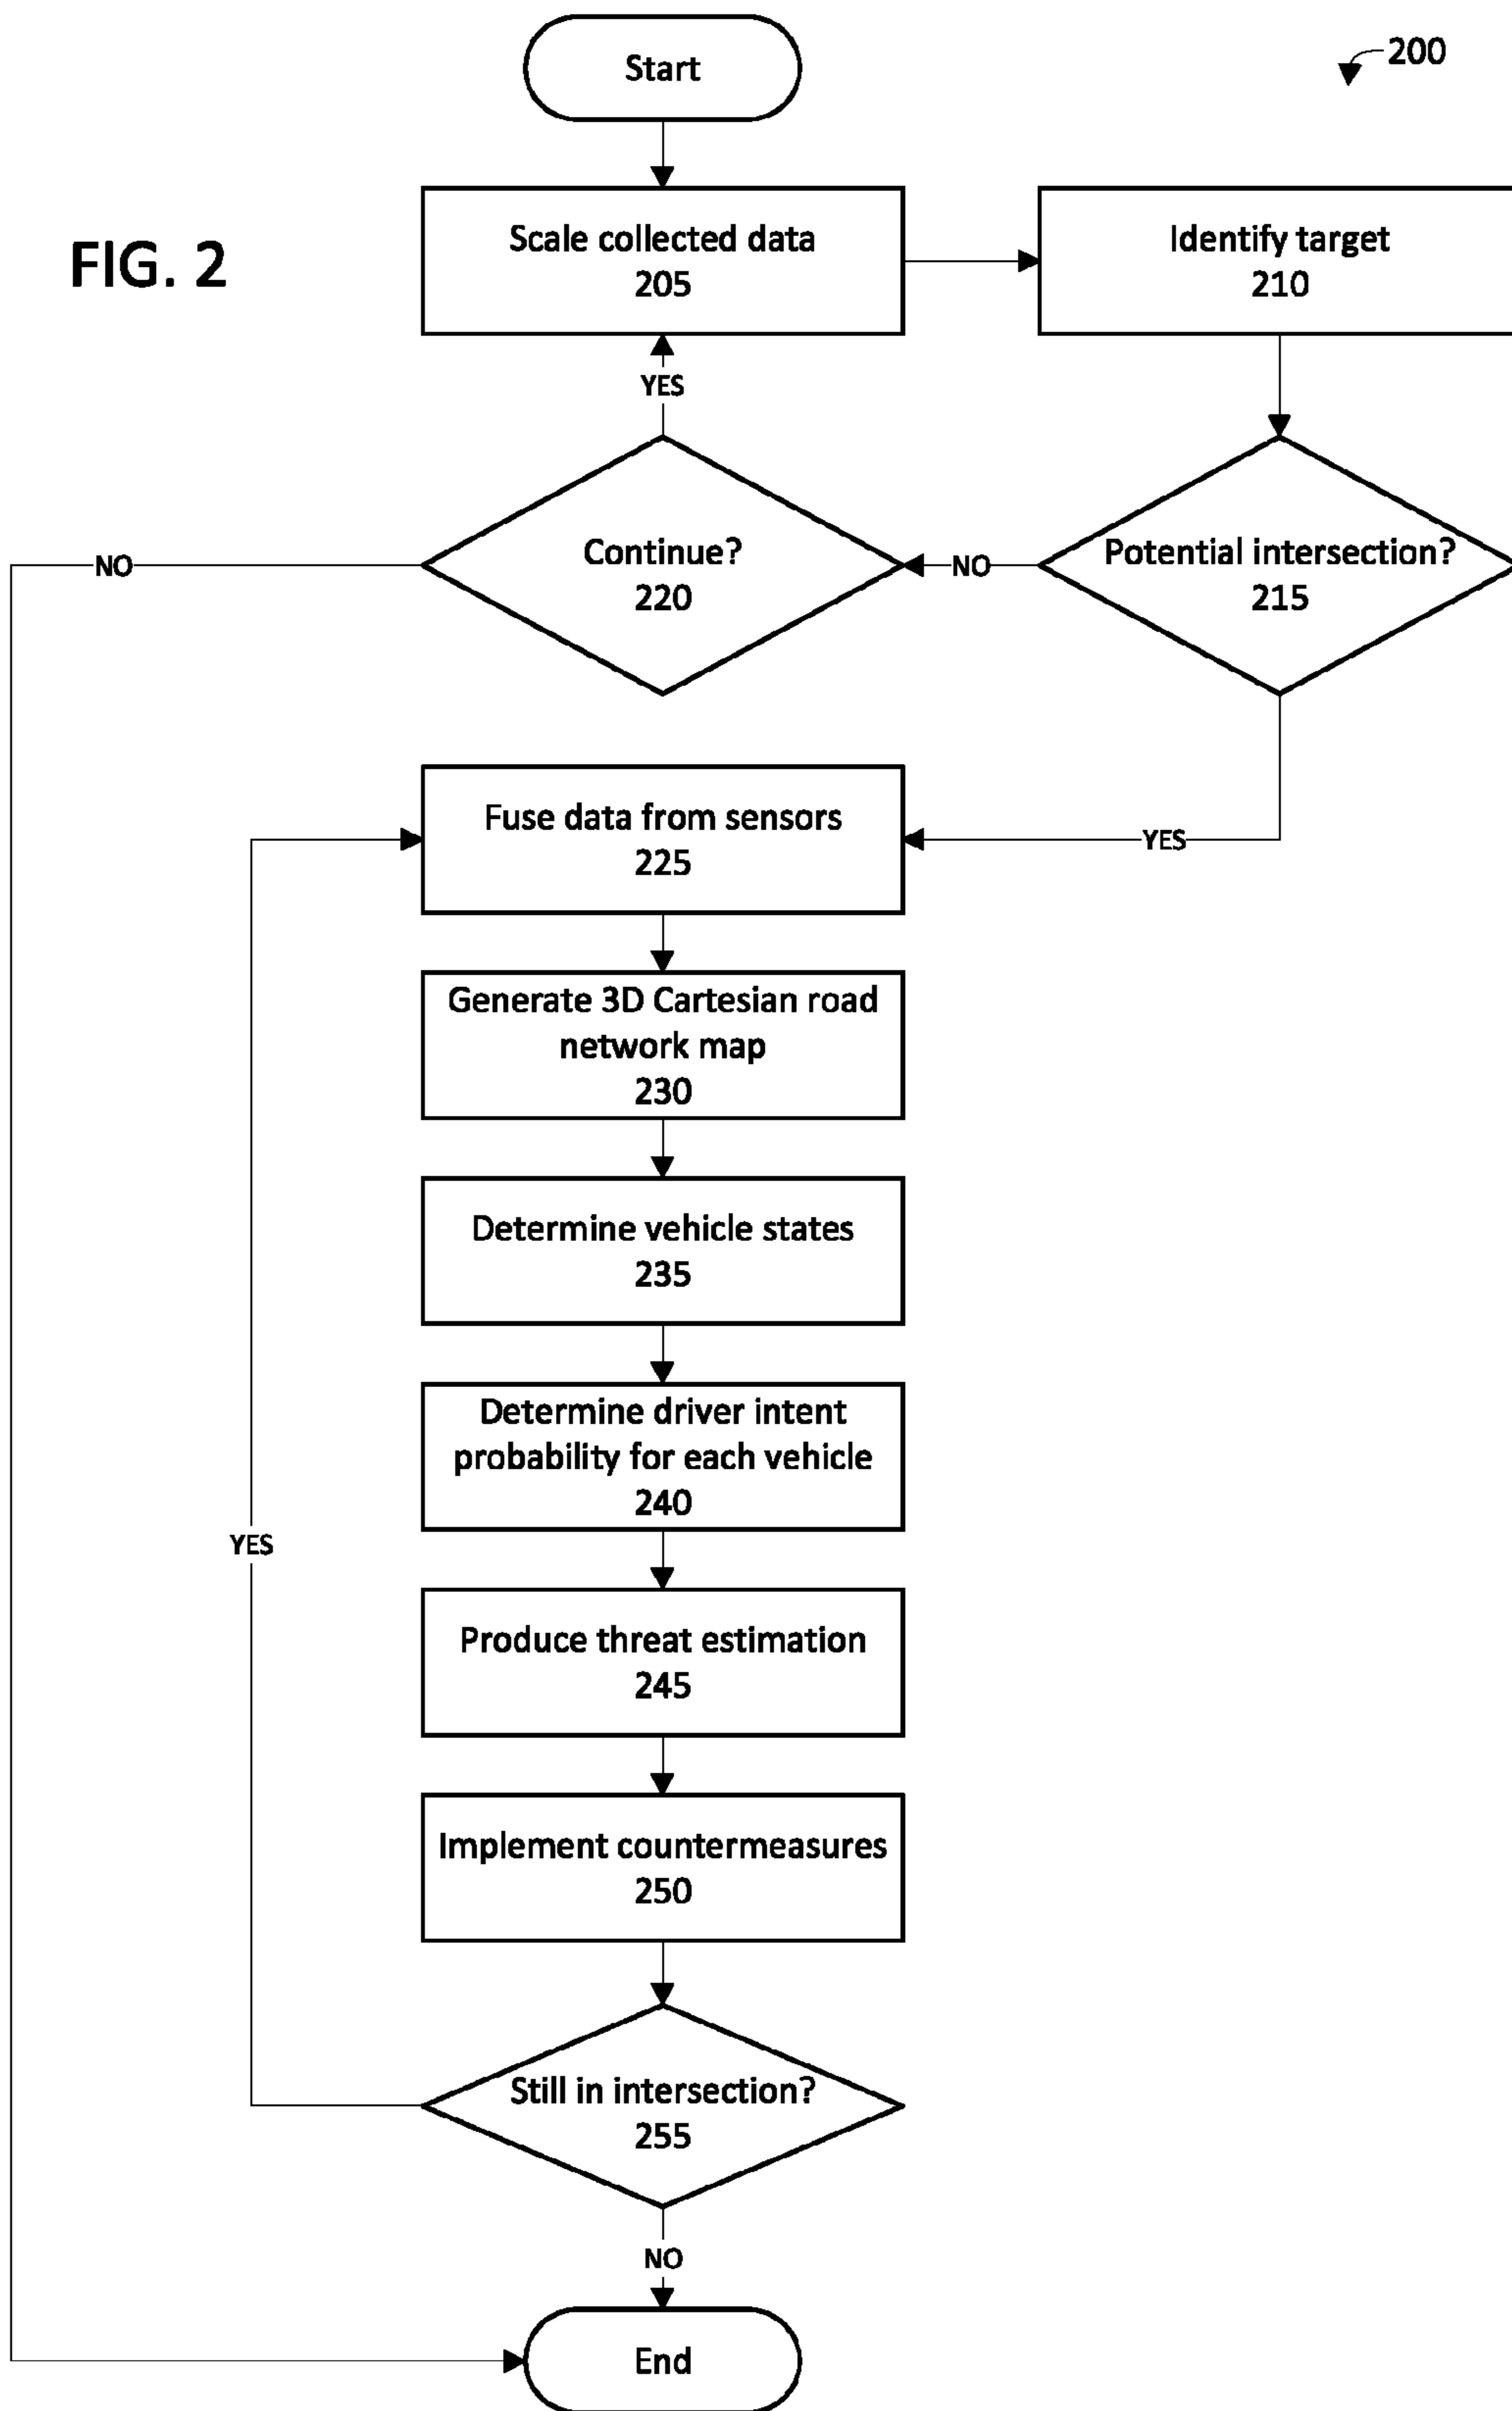 Start
200
FIG. 2
Scale collected data
205
Identify target
210
YES
Continue?
220
NO
Potential intersection?
215
NO
Fuse data from sensors
225
YES
Generate 3D Cartesian road
network map
230
Determine vehicle states
235
Determine driver intent
probability for each vehicle
240
YES
Produce threat estimation
245
Implement countermeasures
250
Still in intersection?
255
NO
End